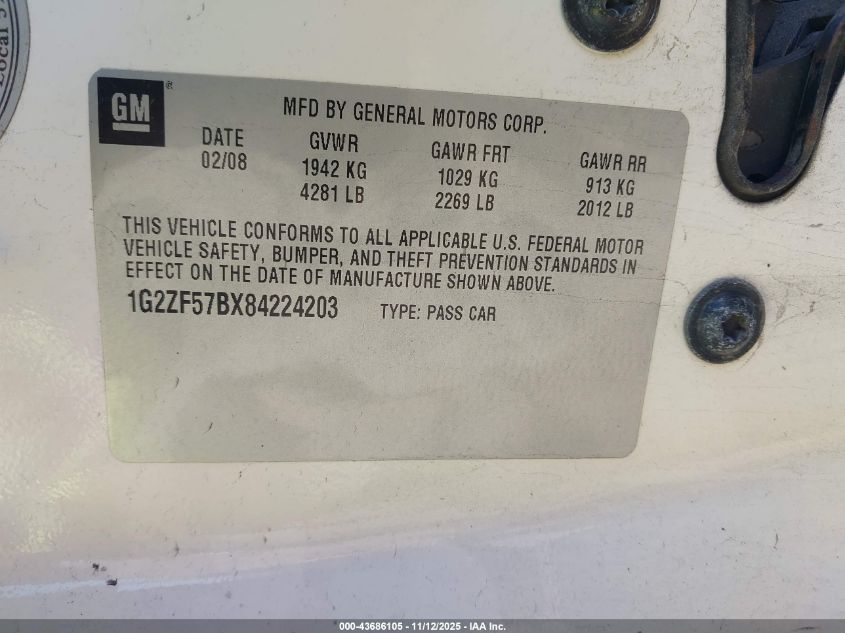 Local 5
GM®
MFD BY GENERAL MOTORS CORP.
DATE GVWR GAWR FRT GAWR RR
02/08 1942 KG 1029 KG 913 KG
4281 LB 2269 LB 2012 LB
THIS VEHICLE CONFORMS TO ALL APPLICABLE U.S. FEDERAL MOTOR
VEHICLE SAFETY, BUMPER, AND THEFT PREVENTION STANDARDS IN
EFFECT ON THE DATE OF MANUFACTURE SHOWN ABOVE.
1G2ZF57BX84224203 TYPE: PASS CAR
000-43686105 - 11/12/2025 - IAA Inc.